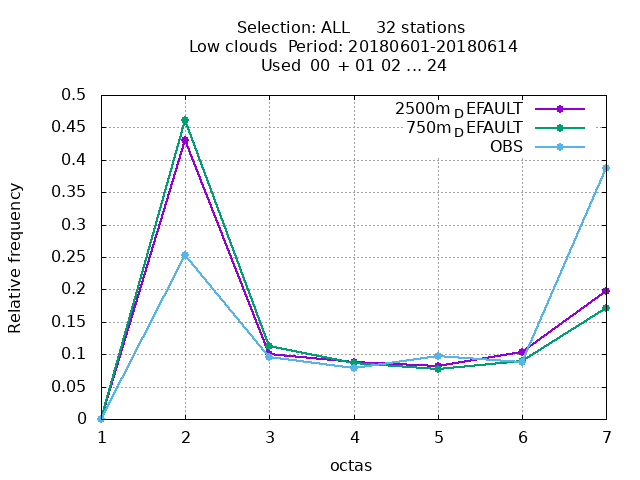 Selection: ALL 32 stations
Low clouds Period: 20180601-20180614
Used 00 + 01 02 ... 24
0.5
0.45
0.4
0.35
0.3
0.25
0.2
0.15
0.1
0.05
0
Relative frequency
2500m_DEFAULT
750m_DEFAULT
OBS
1 2 3 4 5 6 7
octas